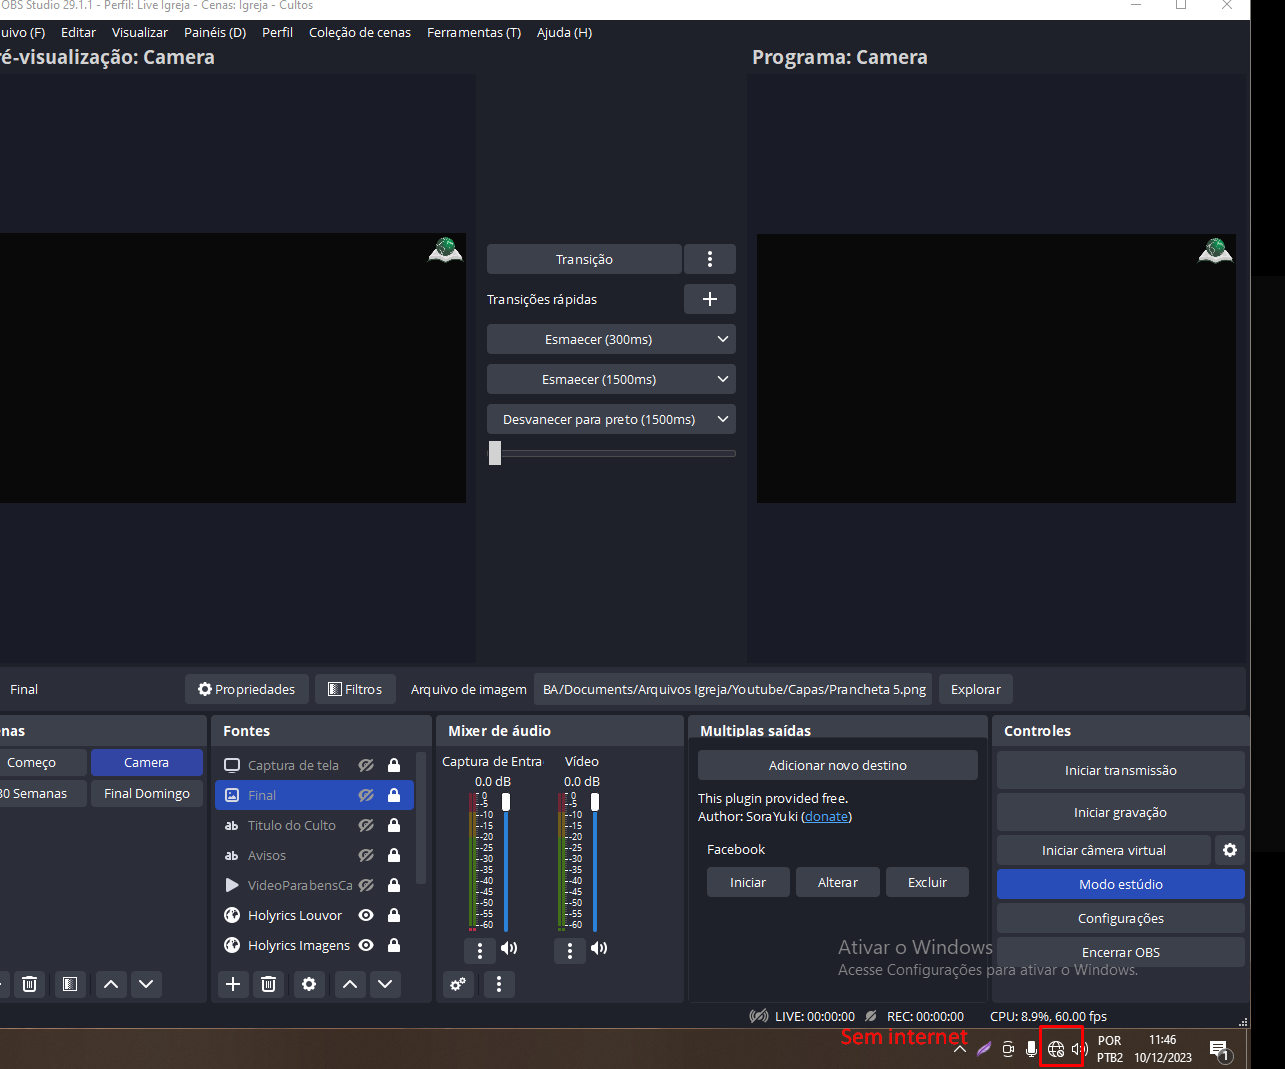 OBS Studio 29.1.1 - Perfil: Live Igreja - Cenas: Igreja - Cultos
uivo (F) Editar Visualizar Painéis (D) Perfil Coleção de cenas Ferramentas (T) Ajuda (H)
ré-visualização: Camera
Programa: Camera
Transição
Transições rápidas
Esmaecer (300ms)
Esmaecer (1500ms)
Desvanecer para preto (1500ms)
Final
Propriedades
Filtros
Arquivo de imagem
BA/Documents/Arquivos Igreja/Youtube/Capas/Prancheta 5.png
Explorar
enas
Começo
Camera
30 Semanas
Final Domingo
Fontes
Captura de tela
Final
ab Titulo do Culto
ab Avisos
VideoParabensCa
Holyrics Louvor
Holyrics Imagens
Mixer de áudio
Captura de Entra
Vídeo
0.0 dB
0.0 dB
0
-5
-10
-15
-20
-25
-30
-35
-40
-45
-50
-55
-60
0
-5
-10
-15
-20
-25
-30
-35
-40
-45
-50
-55
-60
Multiplas saídas
Adicionar novo destino
This plugin provided free.
Author: SoraYuki (donate)
Facebook
Iniciar
Alterar
Excluir
Controles
Iniciar transmissão
Iniciar gravação
Iniciar câmera virtual
Modo estúdio
Configurações
Encerrar OBS
Ativar o Windows
Acesse Configurações para ativar o Windows.
LIVE: 00:00:00 REC: 00:00:00 CPU: 8.9%, 60.00 fps
Sem internet
POR
PTB2
11:46
10/12/2023
1